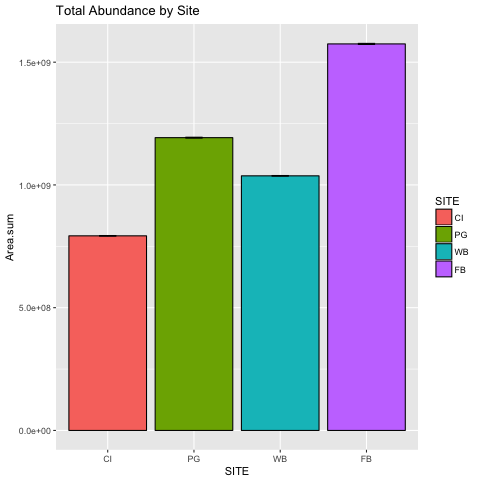 Total Abundance by Site
1.5e+09
1.0e+09
5.0e+08
0.0e+00
Area.sum
CI
PG
WB
FB
SITE
SITE
CI
PG
WB
FB